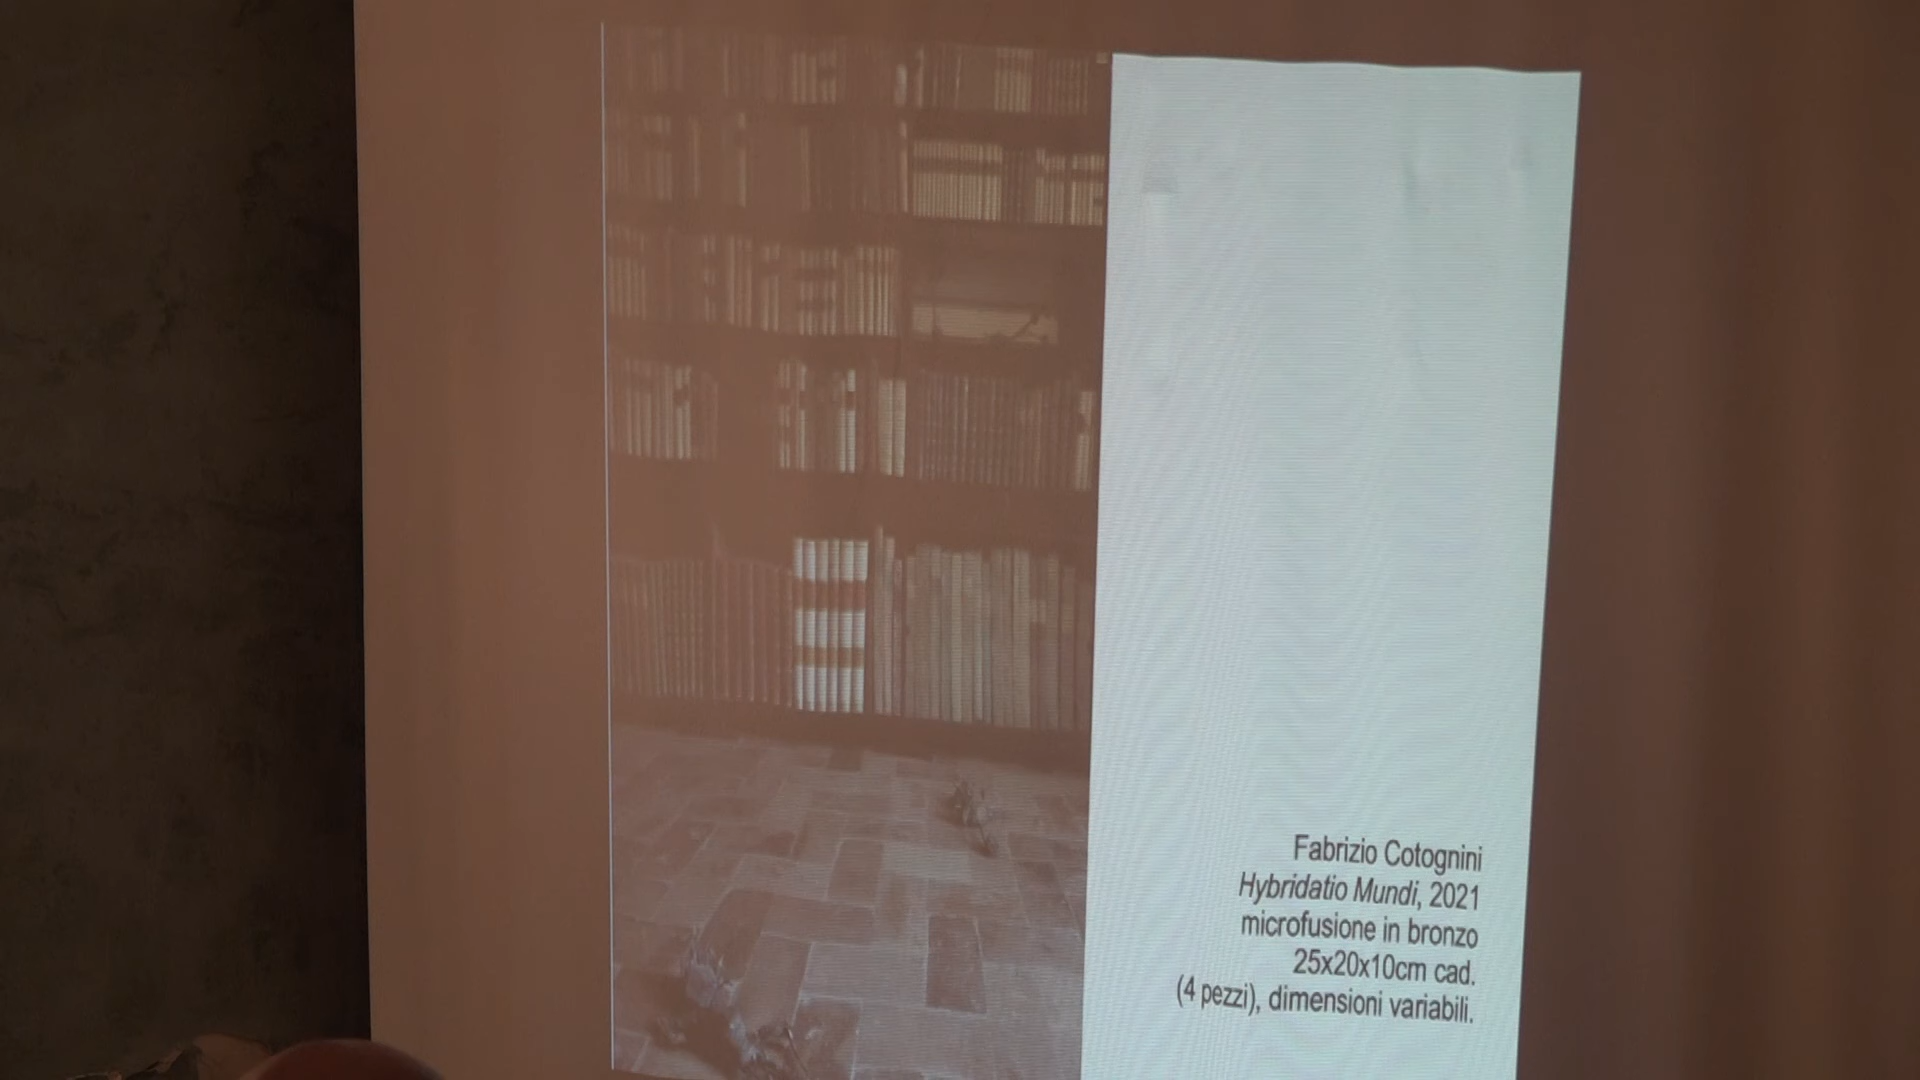 Fabrizio Cotognini
Hybridatio Mundi, 2021
microfusione in bronzo
25x20x10cm cad.
(4 pezzi), dimensioni variabili.